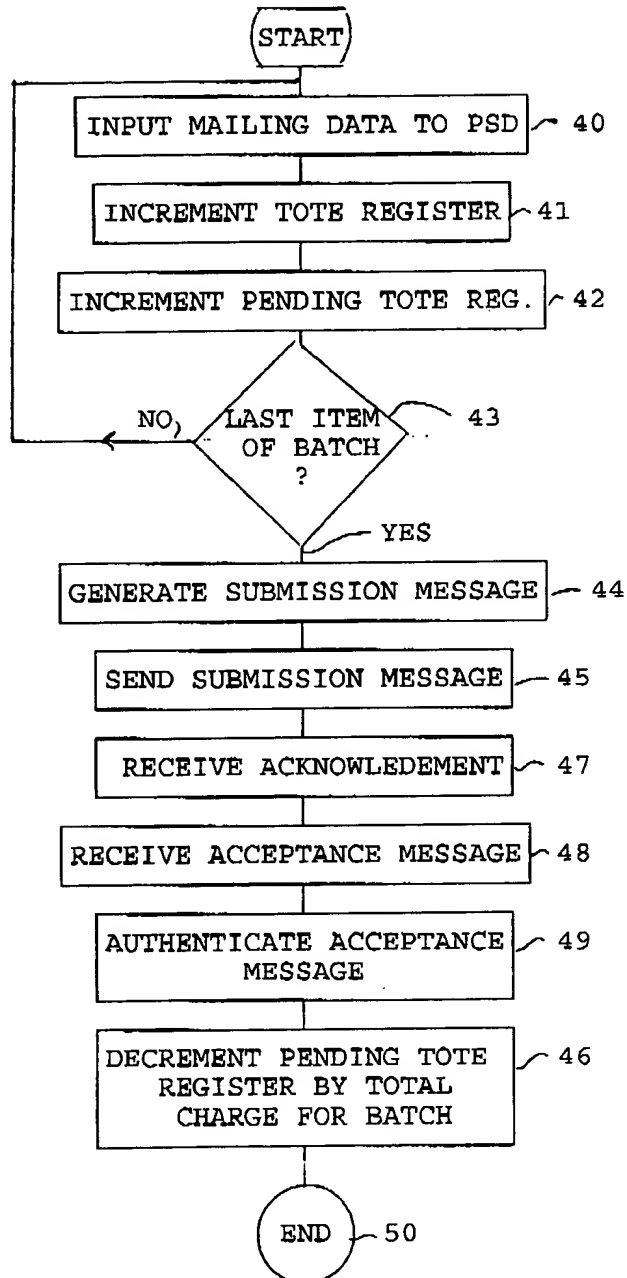 START
INPUT MAILING DATA TO PSD 40
INCREMENT TOTE REGISTER 41
INCREMENT PENDING TOTE REG. 42
LAST ITEM 43
NO, OF BATCH
?
YES
GENERATE SUBMISSION MESSAGE 44
SEND SUBMISSION MESSAGE 45
RECEIVE ACKNOWLEDEMENT 47
RECEIVE ACCEPTANCE MESSAGE 48
AUTHENTICATE ACCEPTANCE 49
MESSAGE
DECREMENT PENDING TOTE 46
REGISTER BY TOTAL
CHARGE FOR BATCH
END 50